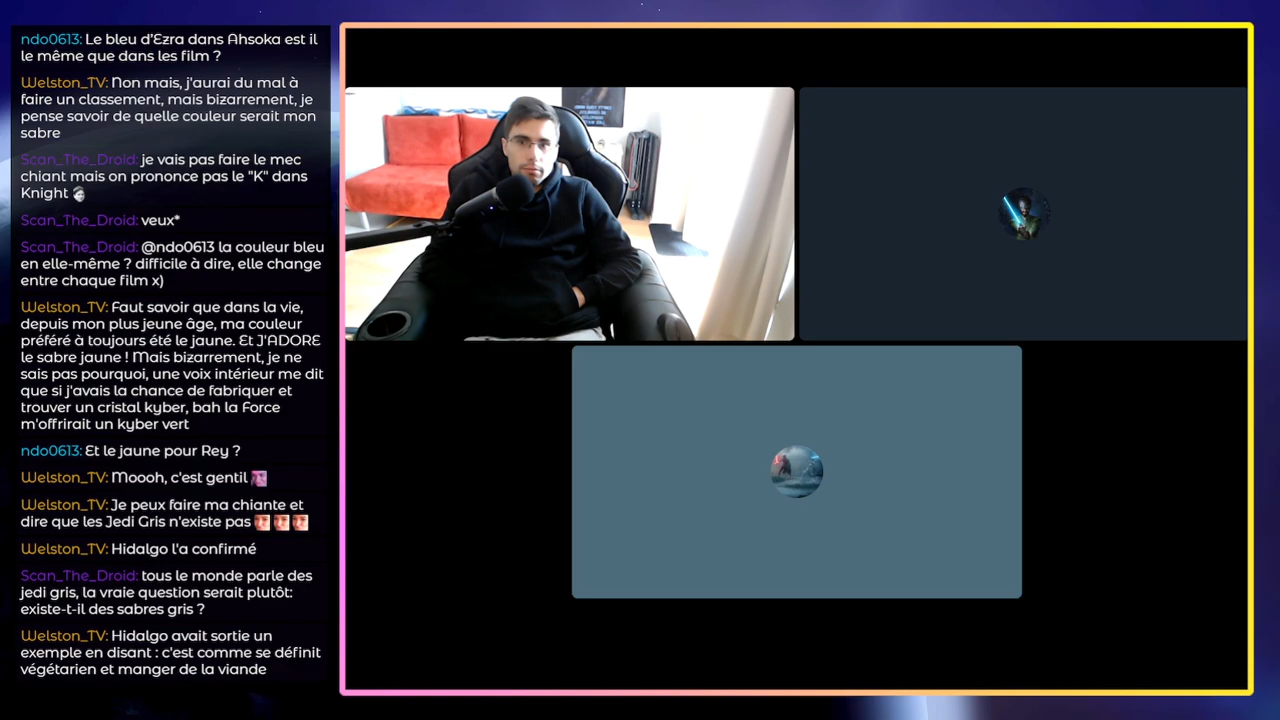 ndo0613: Le bleu d'Ezra dans Ahsoka est il
le même que dans les film ?
Welston_TV: Non mais, j'aurai du mal à
faire un classement, mais bizarrement, je
pense savoir de quelle couleur serait mon
sabre
Scan_The_Droid: je vais pas faire le mec
chiant mais on prononce pas le "K" dans
Knight
Scan_The_Droid: veux*
Scan_The_Droid: @ndo0613 la couleur bleu
en elle-même ? difficile à dire, elle change
entre chaque film x)
Welston_TV: Faut savoir que dans la vie,
depuis mon plus jeune âge, ma couleur
préféré à toujours été le jaune. Et J'ADORE
le sabre jaune ! Mais bizarrement, je ne
sais pas pourquoi, une voix intérieur me dit
que si j'avais la chance de fabriquer et
trouver un cristal kyber, bah la Force
m'offrirait un kyber vert
ndo0613: Et le jaune pour Rey ?
Welston_TV: Moooh, c'est gentil
Welston_TV: Je peux faire ma chiante et
dire que les Jedi Gris n'existe pas
Welston_TV: Hidalgo l'a confirmé
Scan_The_Droid: tous le monde parle des
jedi gris, la vraie question serait plutôt:
existe-t-il des sabres gris ?
Welston_TV: Hidalgo avait sortie un
exemple en disant : c'est comme se définit
végétarien et manger de la viande